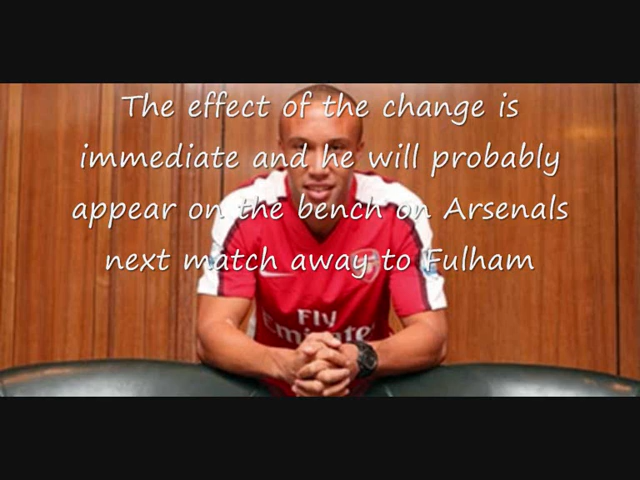 The effect of the change is
immediate and he will probably
appear on the bench on Arsenals
next match away to Fulham
Fly
Emirates